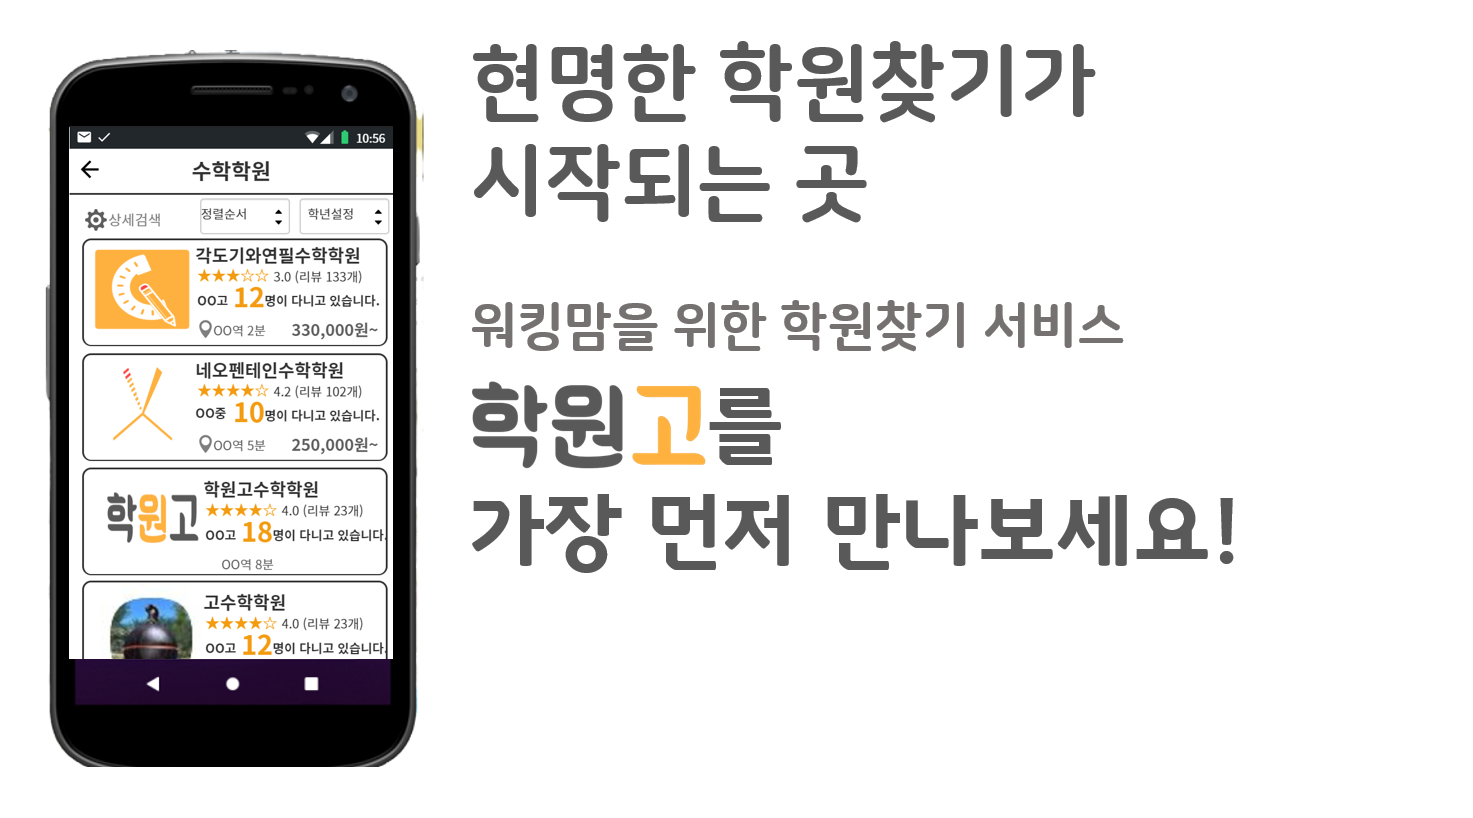 10:56
수학학원
상세검색
정렬순서
학년설정
각도기와연필수학학원
★★★☆☆ 3.0 (리뷰 133개)
OO고 12명이 다니고 있습니다.
OO역 2분 330,000원~
네오펜테인수학학원
★★★★☆ 4.2 (리뷰 102개)
OO중 10명이 다니고 있습니다.
OO역 5분 250,000원~
학원고
학원고수학학원
★★★★☆ 4.0 (리뷰 23개)
OO고 18명이 다니고 있습니다.
OO역 8분
고수학학원
★★★★☆ 4.0 (리뷰 23개)
OO고 12명이 다니고 있습니다.
현명한 학원찾기가
시작되는 곳
워킹맘을 위한 학원찾기 서비스
학원고를
가장 먼저 만나보세요!